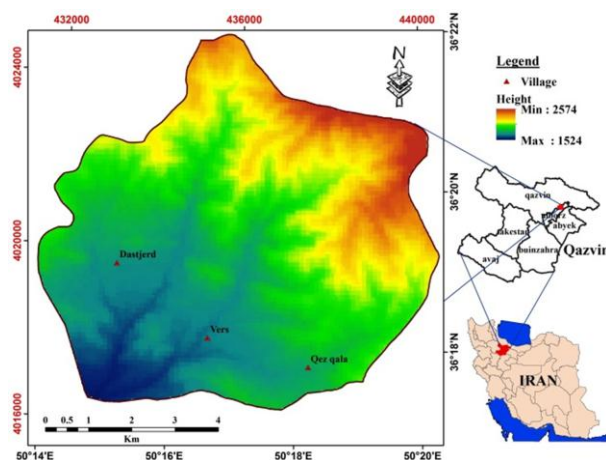 432000 436000 440000
N
36°22'N
36°20'N
36°18'N
4024000
4020000
4016000
Dastjerd
Vers
Qez qala
0 0.5 1 2 3 4
Km
50°14'E 50°16'E 50°18'E 50°20'E
Legend
Village
Height
Min : 2574
Max : 1524
qazvin
abyek
takestan
buinzahra
avaj
Qazvin
IRAN